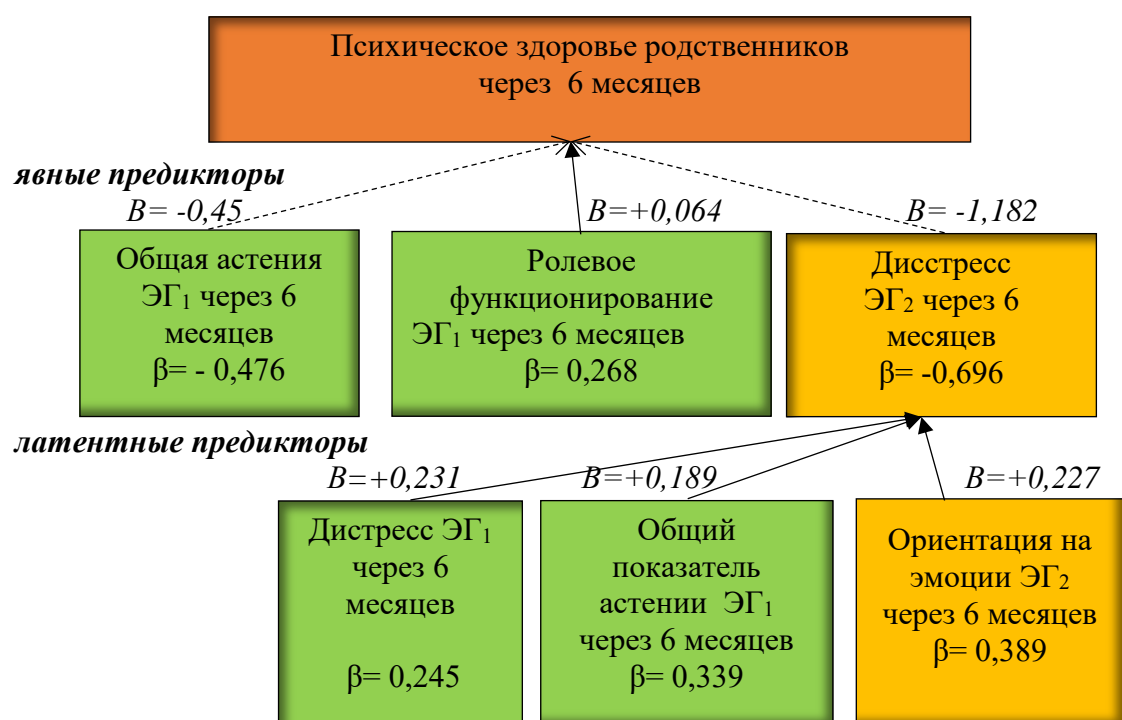 Психическое здоровье родственников
через 6 месяцев
явные предикторы
B= -0,45
B=+0,064
B= -1,182
Общая астения
ЭГ₁ через 6
месяцев
β= - 0,476
Ролевое
функционирование
ЭГ₁ через 6 месяцев
β= 0,268
Дисстресс
ЭГ₂ через 6
месяцев
β= -0,696
латентные предикторы
B=+0,231
B=+0,189
B=+0,227
Дистресс ЭГ₁
через 6
месяцев
β= 0,245
Общий
показатель
астении ЭГ₁
через 6 месяцев
β= 0,339
Ориентация на
эмоции ЭГ₂
через 6 месяцев
β= 0,389